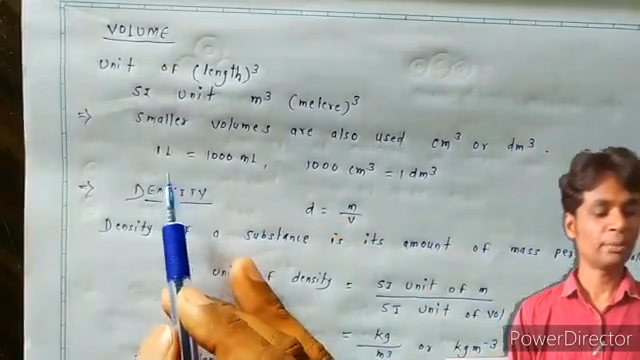 VOLUME
Unit of (length)³
SI unit m³ (metere)³
⇒ Smaller volumes are also used cm³ or dm³.
1L = 1000 mL, 1000 cm³ = 1 dm³
⇒ DENSITY
d = m/V
Density a substance is its amount of mass per
of density = SI unit of m / SI unit of vol
= kg/m³ or kgm⁻³
PowerDirector